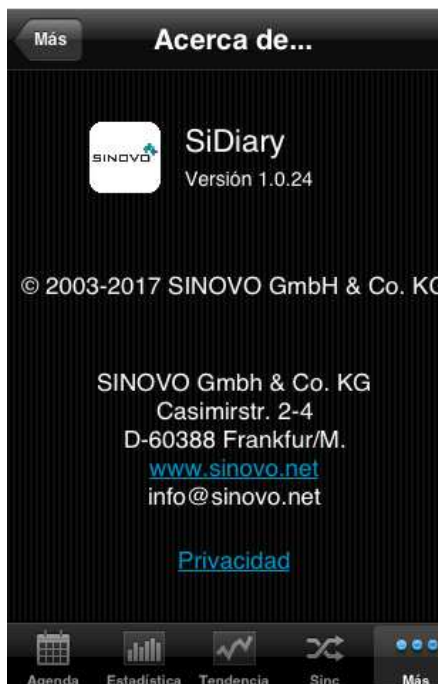 Más
Acerca de...
SINOVO
SiDiary
Versión 1.0.24
© 2003-2017 SINOVO GmbH & Co. KG
SINOVO Gmbh & Co. KG
Casimirstr. 2-4
D-60388 Frankfur/M.
www.sinovo.net
info@sinovo.net
Privacidad
Agenda Estadística Tendencia Sinc Más